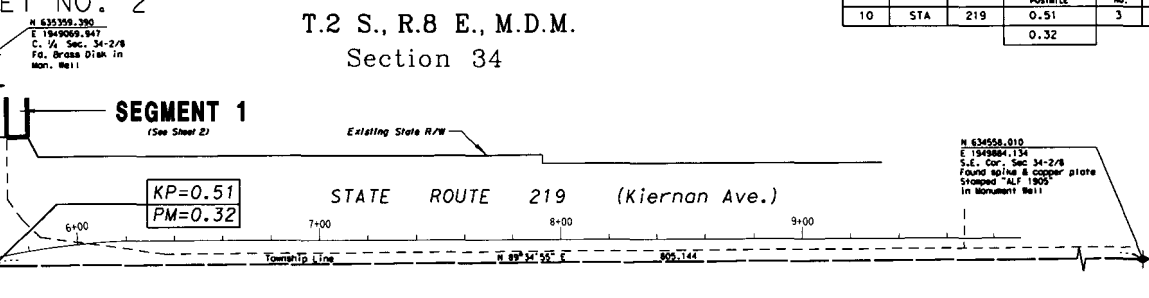 ET NO. 2
N 635359.390
E 1949069.947
C. ¼ Sec. 34-2/8
Fd. Brass Disk in
Mon. Well
T.2 S., R.8 E., M.D.M.
Section 34
POSTMILE
NO.
10 STA 219 0.51 3
0.32
SEGMENT 1
(See Sheet 2)
Existing State R/W
N 634558.010
E 1949884.134
S.E. Cor. Sec 34-2/8
Found spike & copper plate
Stamped "ALF 1905"
in Monument Well
KP=0.51
PM=0.32
STATE ROUTE 219 (Kiernan Ave.)
6+00 7+00 8+00 9+00
Township Line N 89°34'55" E 805.144